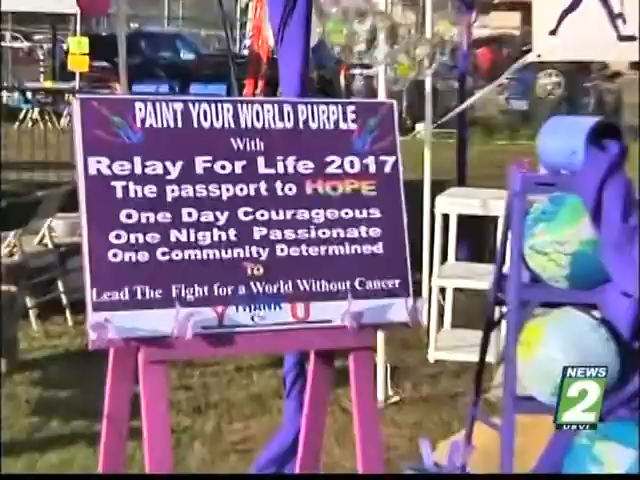 PAINT YOUR WORLD PURPLE
With
Relay For Life 2017
The passport to HOPE
One Day Courageous
One Night Passionate
One Community Determined
TO
Lead The Fight for a World Without Cancer
NEWS
2
USVI